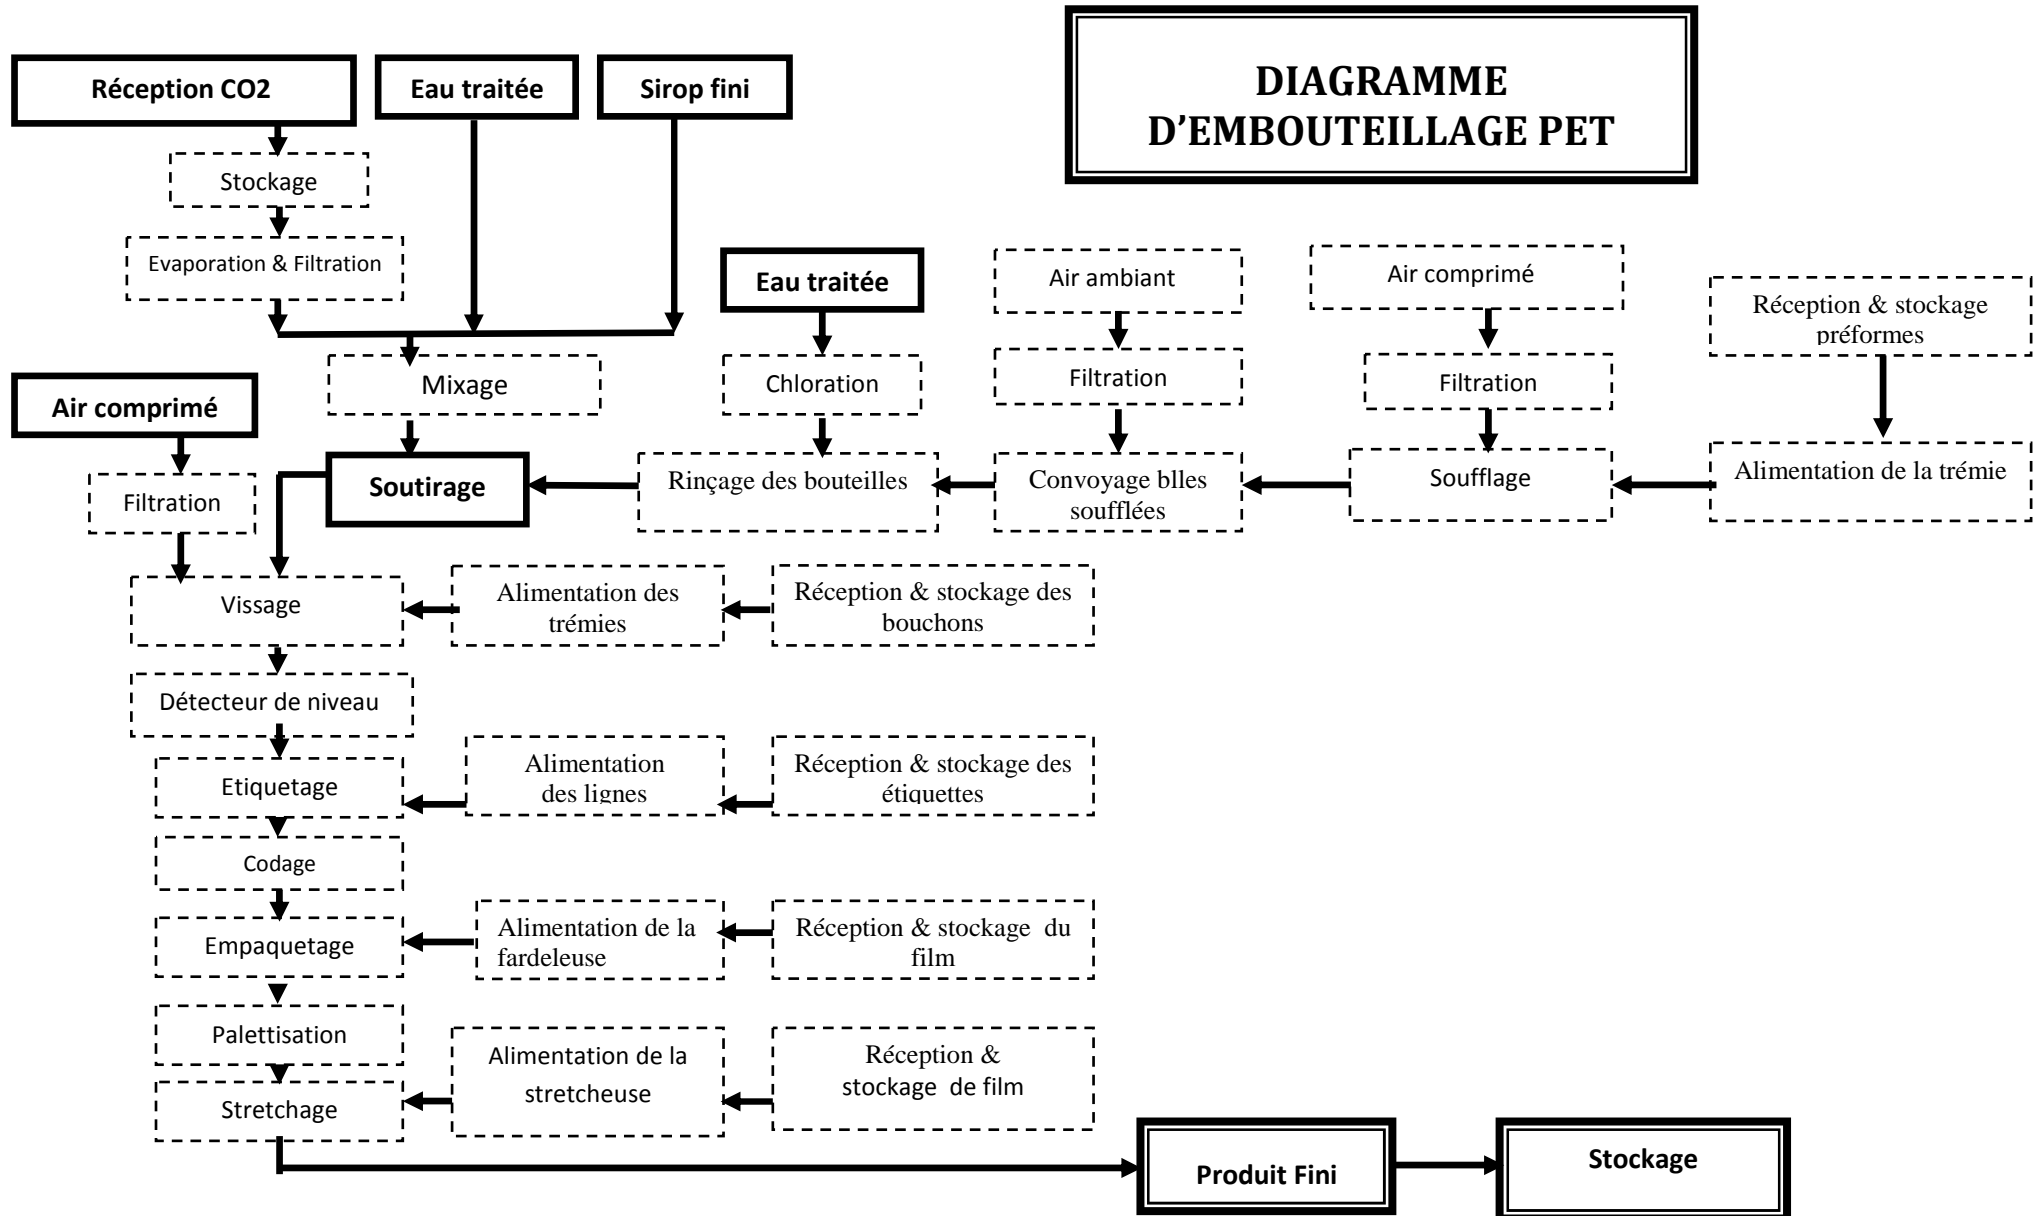 DIAGRAMME
D'EMBOUTEILLAGE PET
Réception CO2
Eau traitée
Sirop fini
Stockage
Evaporation & Filtration
Eau traitée
Air ambiant
Air comprimé
Réception & stockage
préformes
Mixage
Chloration
Filtration
Filtration
Air comprimé
Filtration
Soutirage
Rinçage des bouteilles
Convoyage blles
soufflées
Soufflage
Alimentation de la trémie
Vissage
Alimentation des
trémies
Réception & stockage des
bouchons
Détecteur de niveau
Etiquetage
Alimentation
des lignes
Réception & stockage des
étiquettes
Codage
Empaquetage
Alimentation de la
fardeleuse
Réception & stockage du
film
Palettisation
Stretchage
Alimentation de la
stretcheuse
Réception &
stockage de film
Produit Fini
Stockage